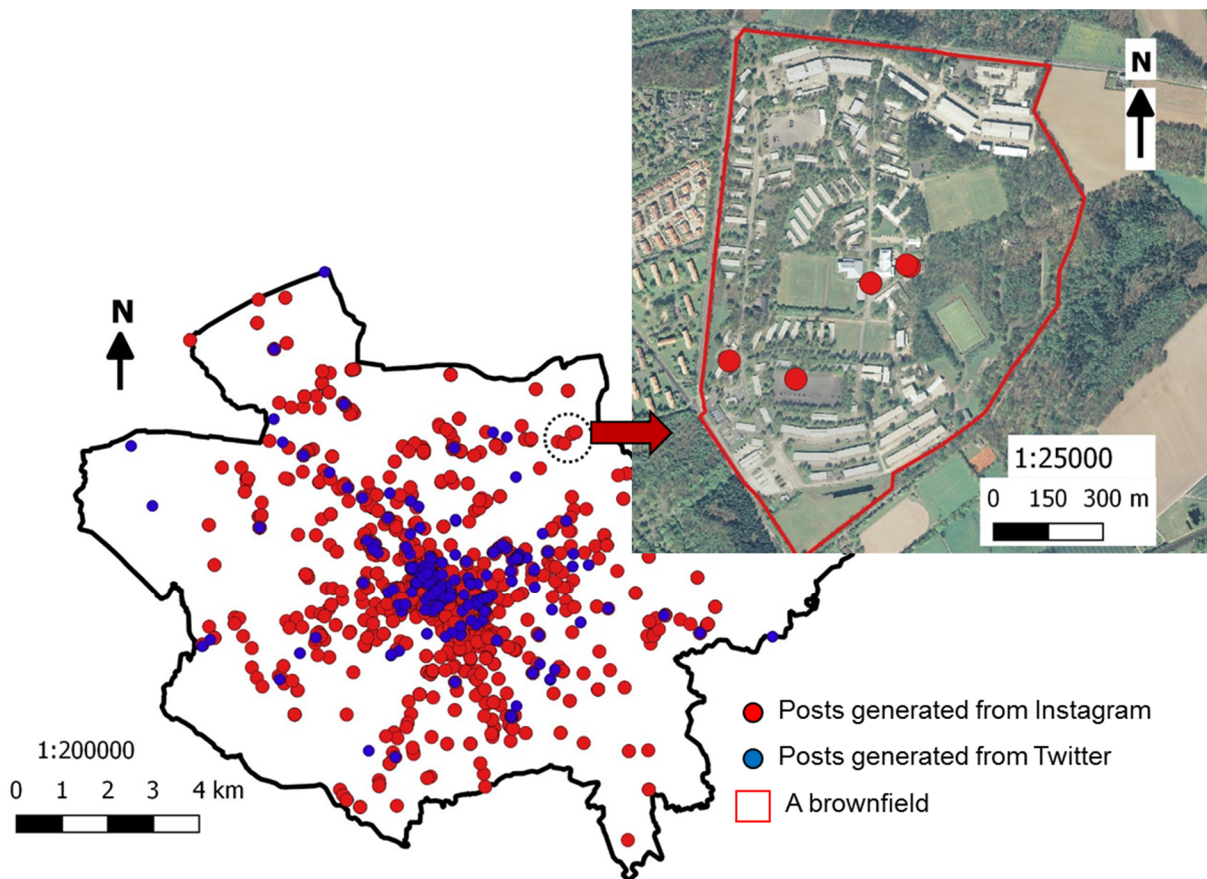 N
1:25000
0 150 300 m
N
1:200000
0 1 2 3 4 km
Posts generated from Instagram
Posts generated from Twitter
A brownfield